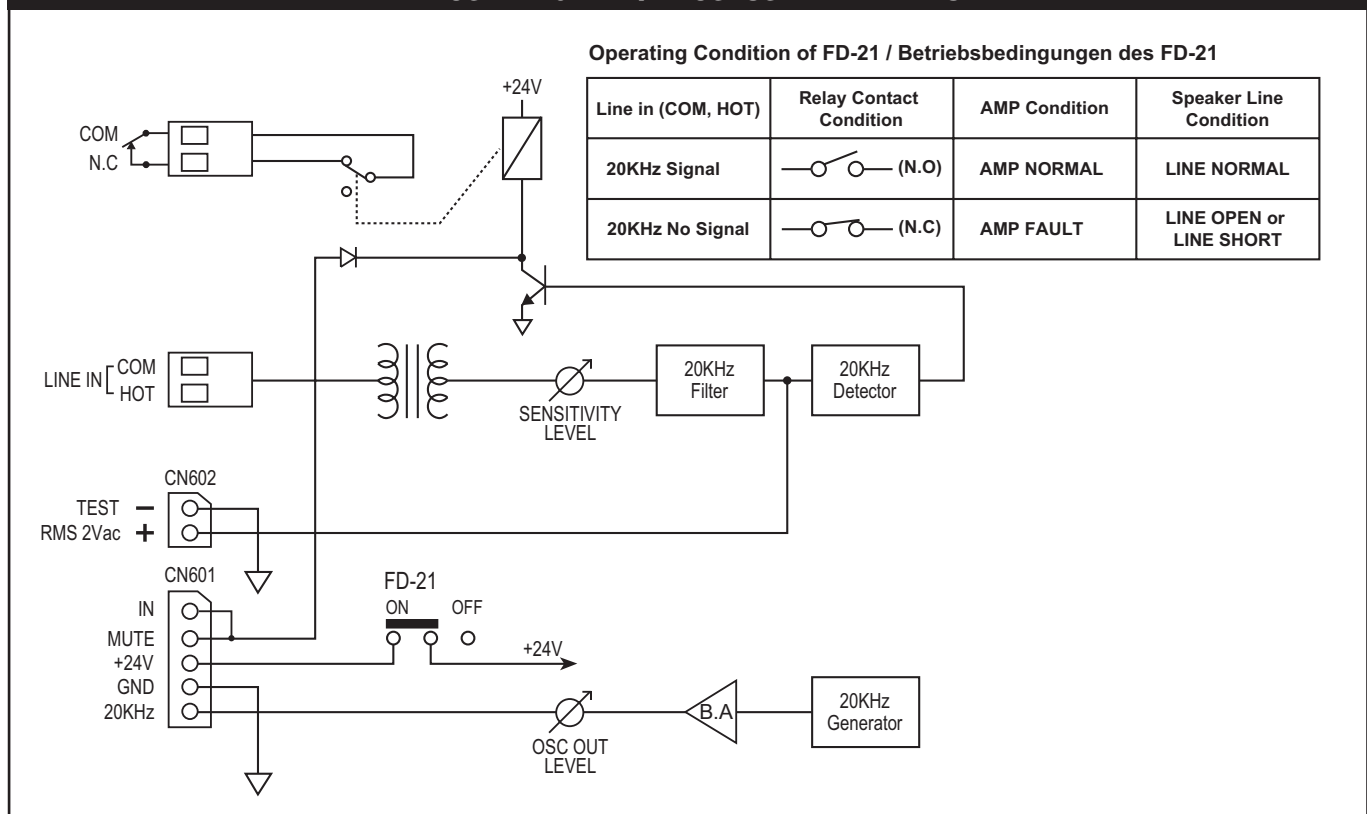 Operating Condition of FD-21 / Betriebsbedingungen des FD-21
Line in (COM, HOT)
Relay Contact
Condition
AMP Condition
Speaker Line
Condition
20KHz Signal
(N.O)
AMP NORMAL
LINE NORMAL
20KHz No Signal
(N.C)
AMP FAULT
LINE OPEN or
LINE SHORT
+24V
COM
N.C
LINE IN
COM
HOT
SENSITIVITY
LEVEL
20KHz
Filter
20KHz
Detector
CN602
TEST −
RMS 2Vac +
CN601
IN
MUTE
+24V
GND
20KHz
FD-21
ON OFF
+24V
OSC OUT
LEVEL
B.A
20KHz
Generator